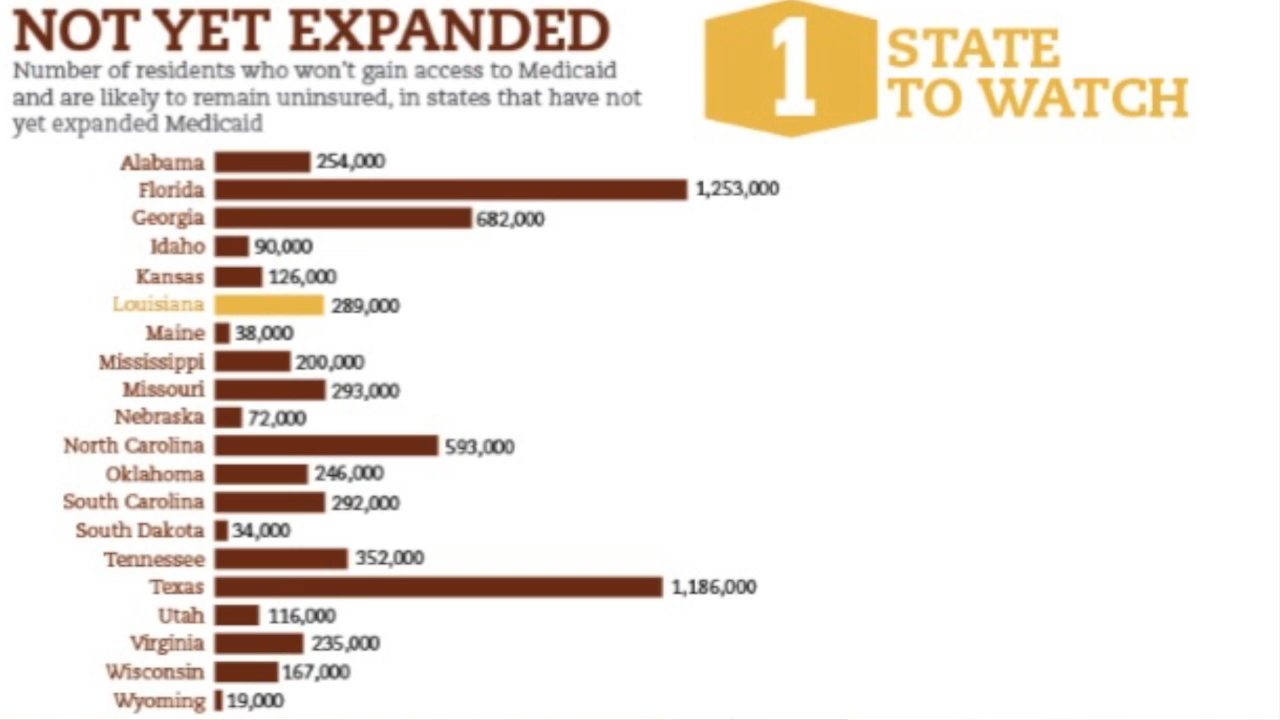 NOT YET EXPANDED
Number of residents who won't gain access to Medicaid
and are likely to remain uninsured, in states that have not
yet expanded Medicaid
1
STATE
TO WATCH
Alabama 254,000
Florida 1,253,000
Georgia 682,000
Idaho 90,000
Kansas 126,000
Louisiana 289,000
Maine 38,000
Mississippi 200,000
Missouri 293,000
Nebraska 72,000
North Carolina 593,000
Oklahoma 246,000
South Carolina 292,000
South Dakota 34,000
Tennessee 352,000
Texas 1,186,000
Utah 116,000
Virginia 235,000
Wisconsin 167,000
Wyoming 19,000